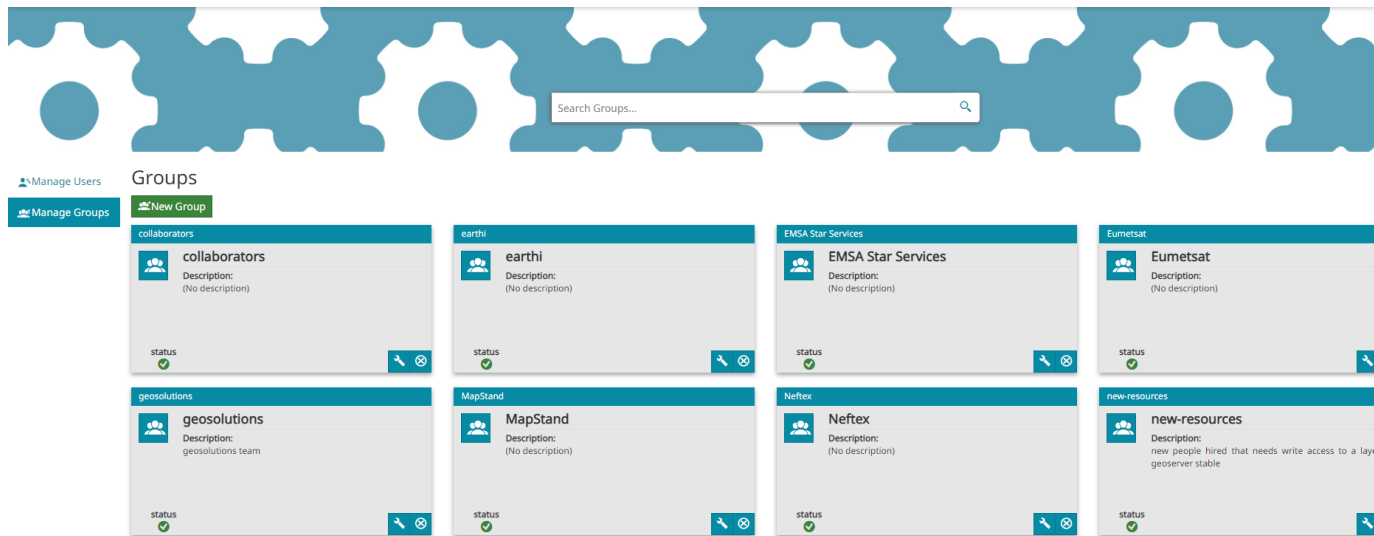 Search Groups...
Manage Users
Manage Groups
Groups
New Group
collaborators
collaborators
Description:
(No description)
status
earthi
earthi
Description:
(No description)
status
EMSA Star Services
EMSA Star Services
Description:
(No description)
status
Eumetsat
Eumetsat
Description:
(No description)
status
geosolutions
geosolutions
Description:
geosolutions team
status
MapStand
MapStand
Description:
(No description)
status
Neftex
Neftex
Description:
(No description)
status
new-resources
new-resources
Description:
new people hired that needs write access to a
geoserver stable
status